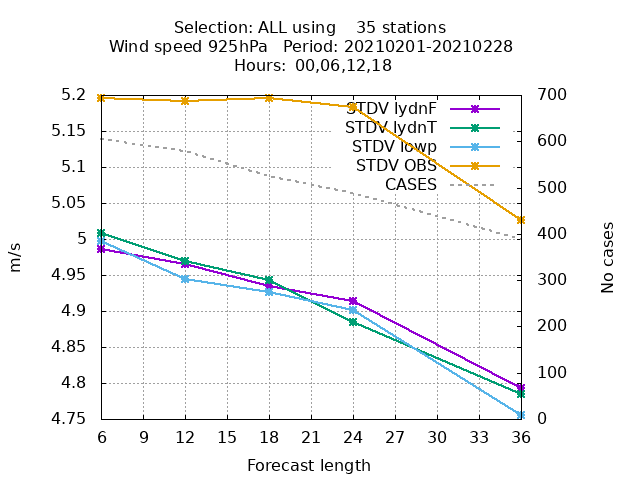 Selection: ALL using    35 stations
Wind speed 925hPa   Period: 20210201-20210228
Hours: 00,06,12,18
5.2
5.15
5.1
5.05
5
4.95
4.9
4.85
4.8
4.75
m/s
STDV lydnF
STDV lydnT
STDV iowp
STDV OBS
CASES
700
600
500
400
300
200
100
0
No cases
6 9 12 15 18 21 24 27 30 33 36
Forecast length